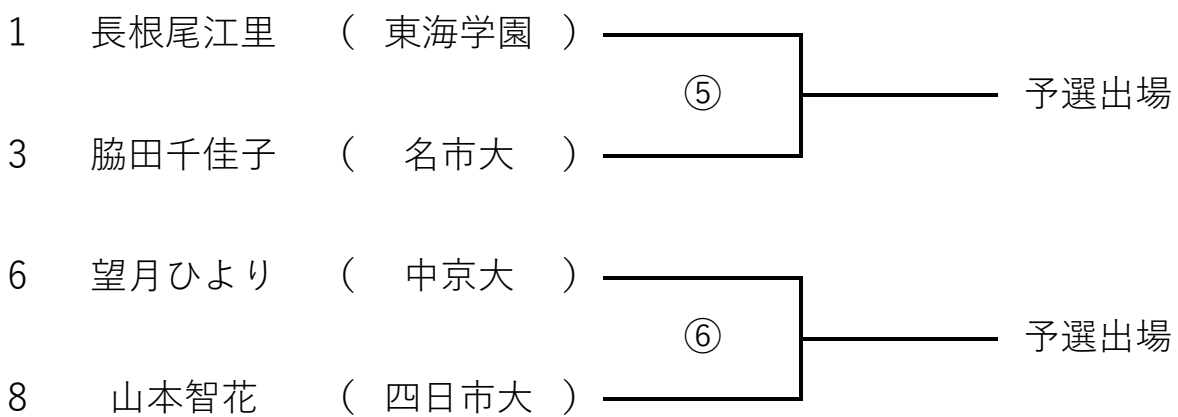 1 長根尾江里 ( 東海学園 )
⑤ 予選出場
3 脇田千佳子 ( 名市大 )
6 望月ひより ( 中京大 )
⑥ 予選出場
8 山本智花 ( 四日市大 )